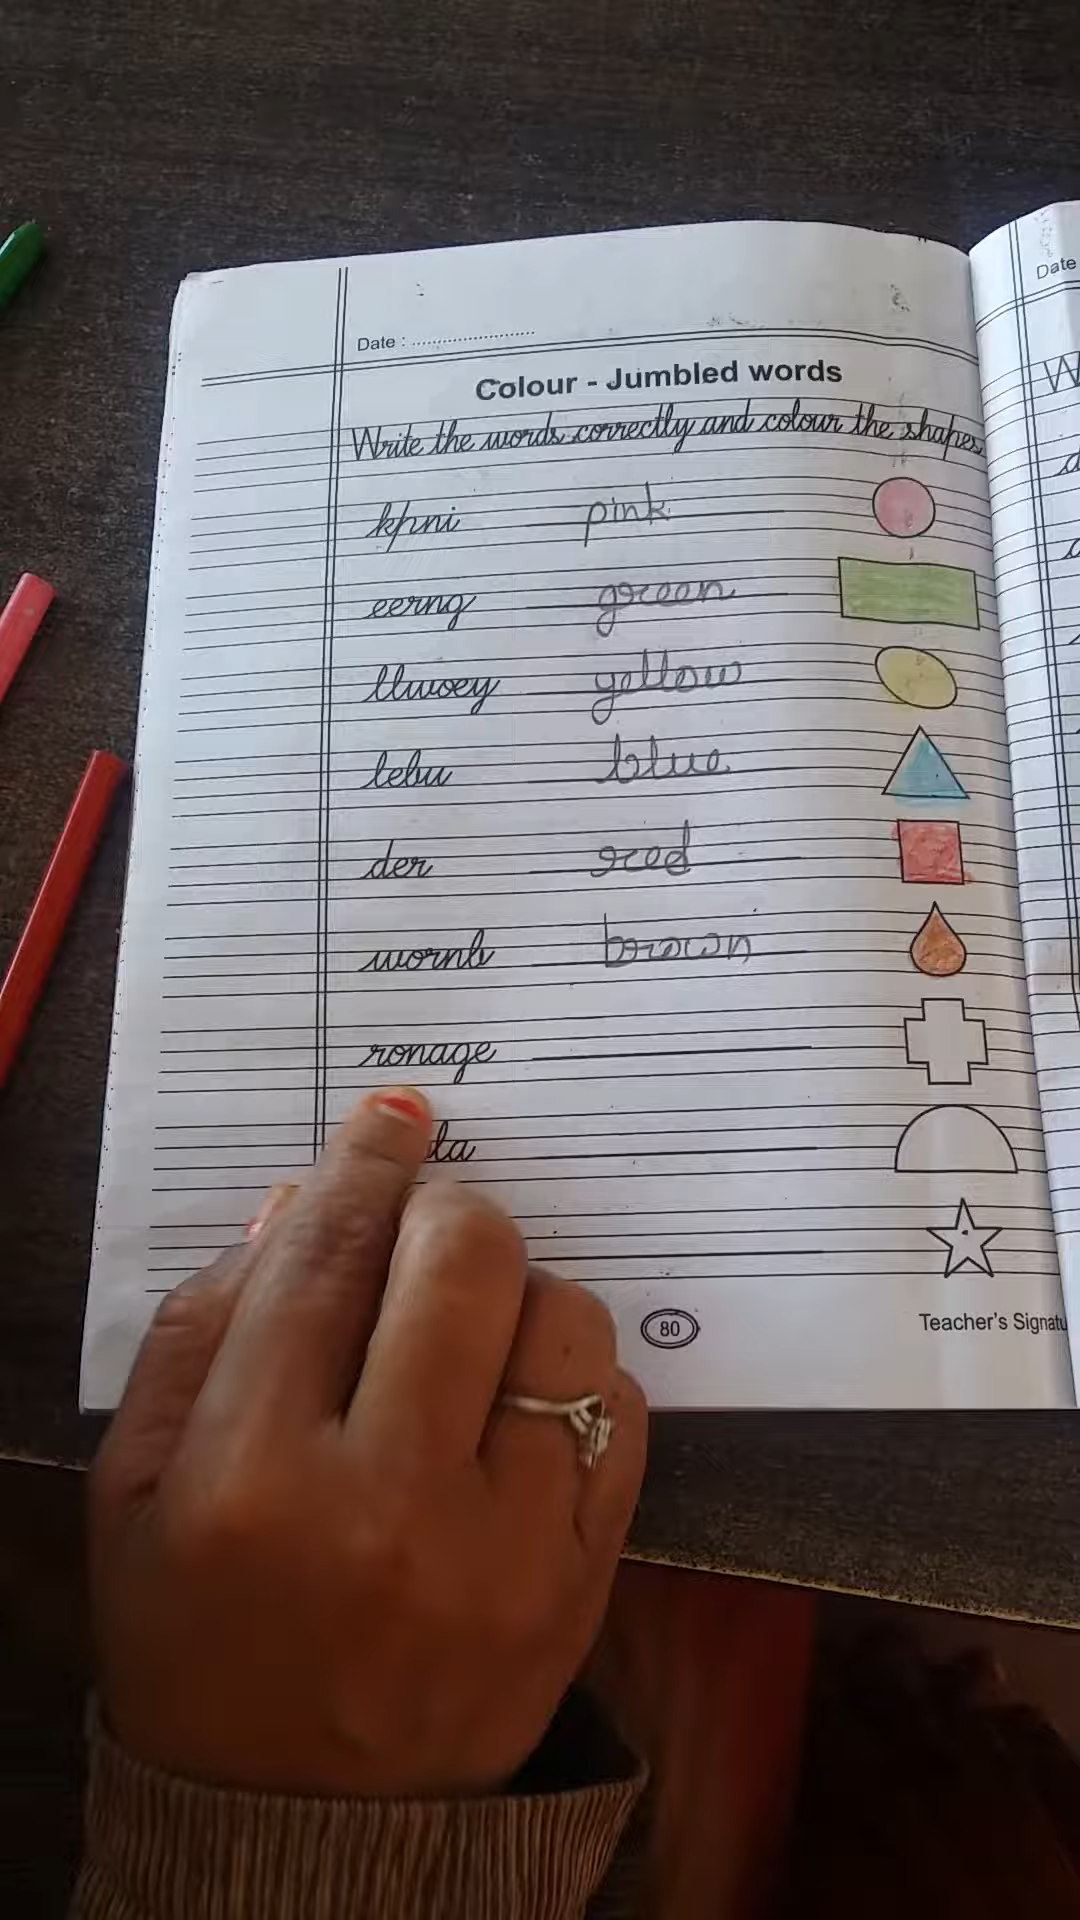 Date : ........................
Colour - Jumbled words
Write the words correctly and colour the shapes
kpni pink
eerng green
llwoey yellow
lebu blue
der red
wornb brown
ronage
80
Teacher's
Date